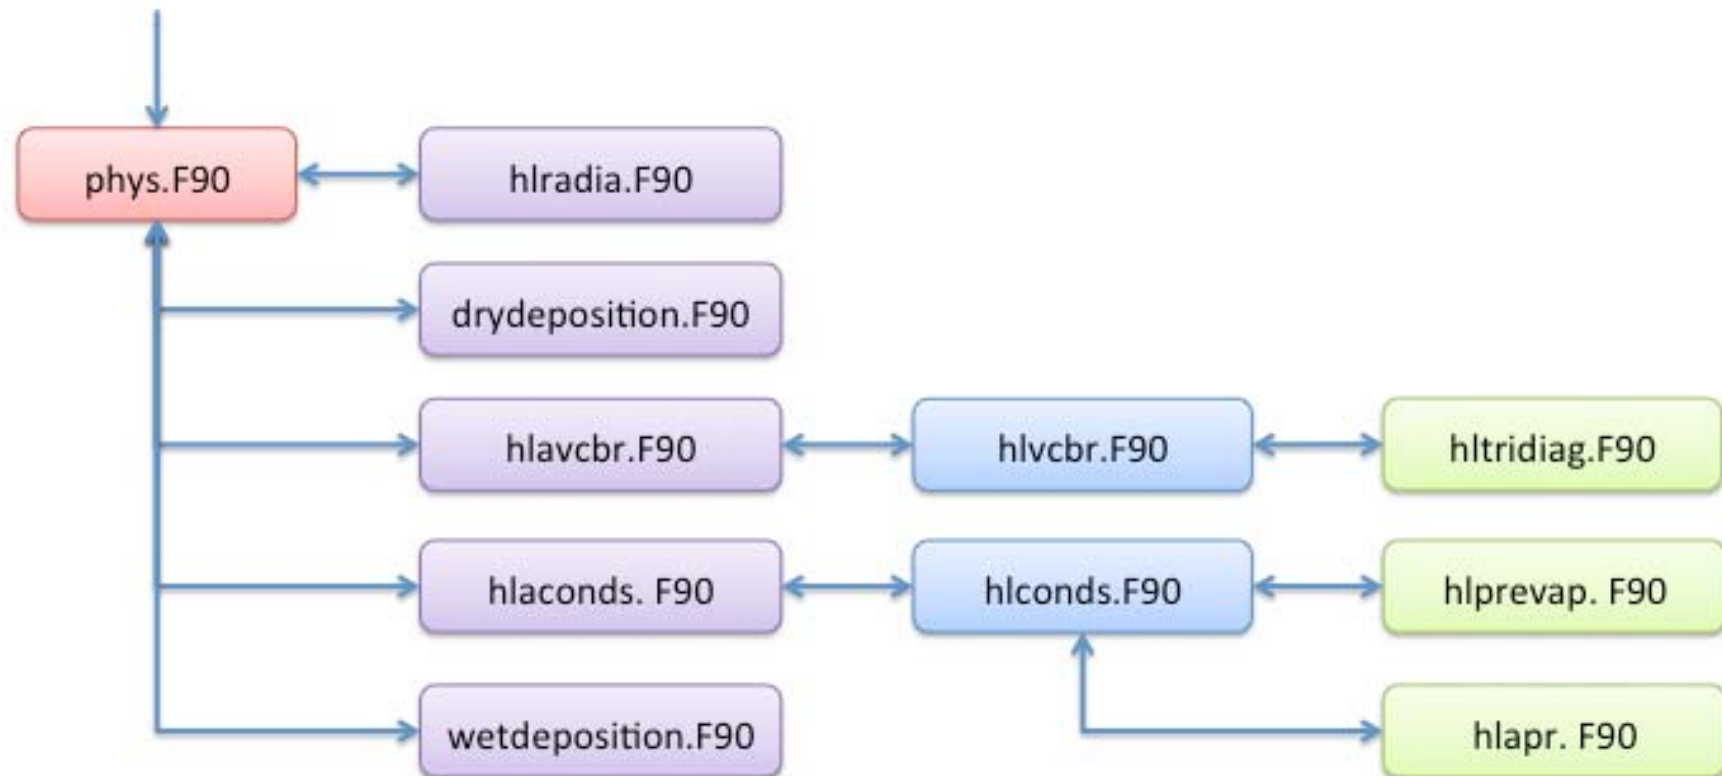 phys.F90
hlradia.F90
drydeposition.F90
hlavcbr.F90
hlvcbr.F90
hltridiag.F90
hlaconds. F90
hlconds.F90
hlprevap. F90
wetdeposition.F90
hlapr. F90